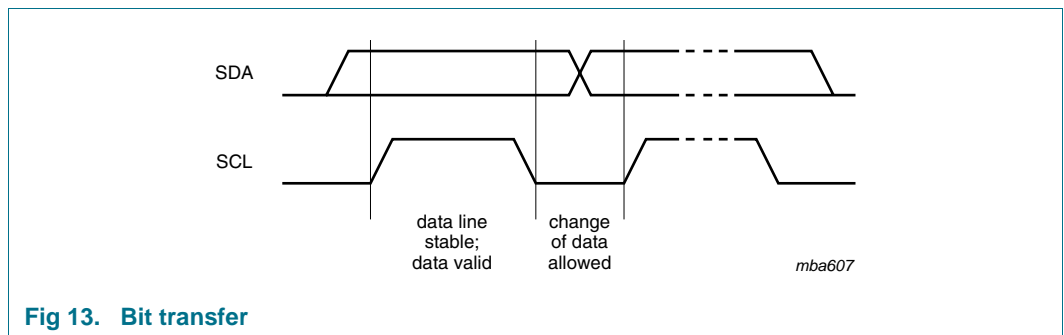 SDA
SCL
data line
stable;
data valid
change
of data
allowed
mba607
Fig 13. Bit transfer